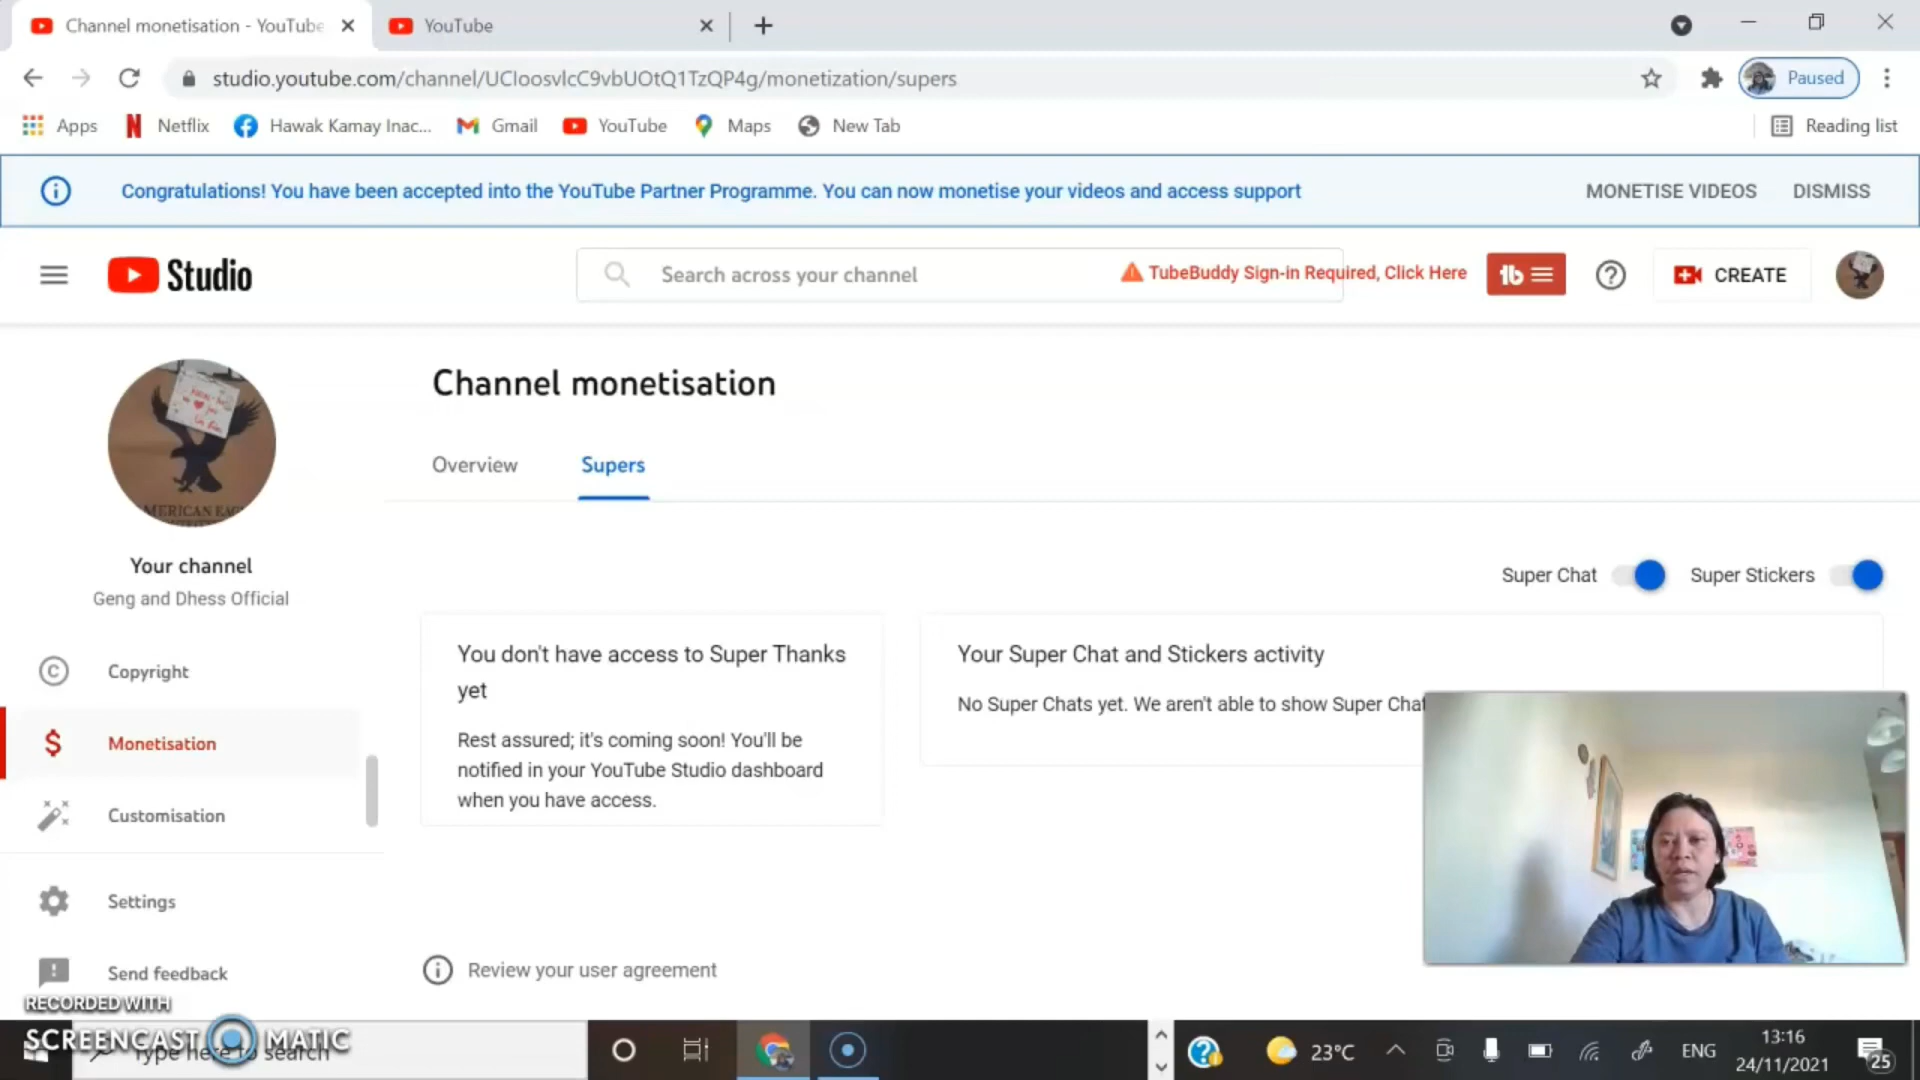 Channel monetisation - YouTube
YouTube
studio.youtube.com/channel/UCIoosvlcC9vbUOtQ1TzQP4g/monetization/supers
Paused
Apps
Netflix
Hawak Kamay Inac...
Gmail
YouTube
Maps
New Tab
Reading list
Congratulations! You have been accepted into the YouTube Partner Programme. You can now monetise your videos and access support
MONETISE VIDEOS
DISMISS
Studio
Search across your channel
TubeBuddy Sign-in Required, Click Here
tb
CREATE
Channel monetisation
Overview
Supers
Your channel
Geng and Dhess Official
Super Chat
Super Stickers
Copyright
Monetisation
Customisation
Settings
Send feedback
You don't have access to Super Thanks
yet
Rest assured; it's coming soon! You'll be
notified in your YouTube Studio dashboard
when you have access.
Your Super Chat and Stickers activity
No Super Chats yet. We aren't able to show Super Chat
Review your user agreement
RECORDED WITH
SCREENCAST MATIC
Type here to search
23°C
ENG
13:16
24/11/2021
25